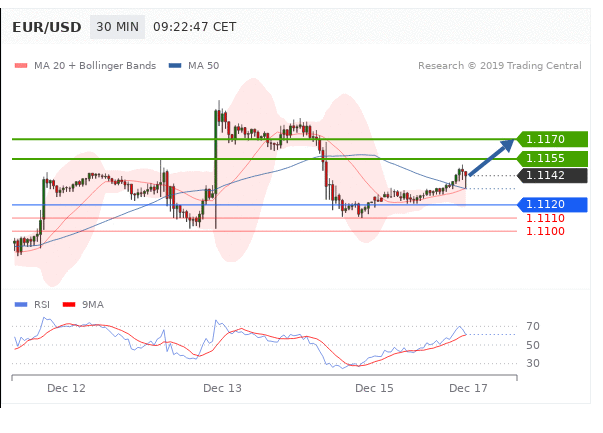 EUR/USD 30 MIN 09:22:47 CET
MA 20 + Bollinger Bands MA 50 Research © 2019 Trading Central
1.1170
1.1155
1.1142
1.1120
1.1110
1.1100
RSI 9MA
70
50
30
Dec 12 Dec 13 Dec 15 Dec 17